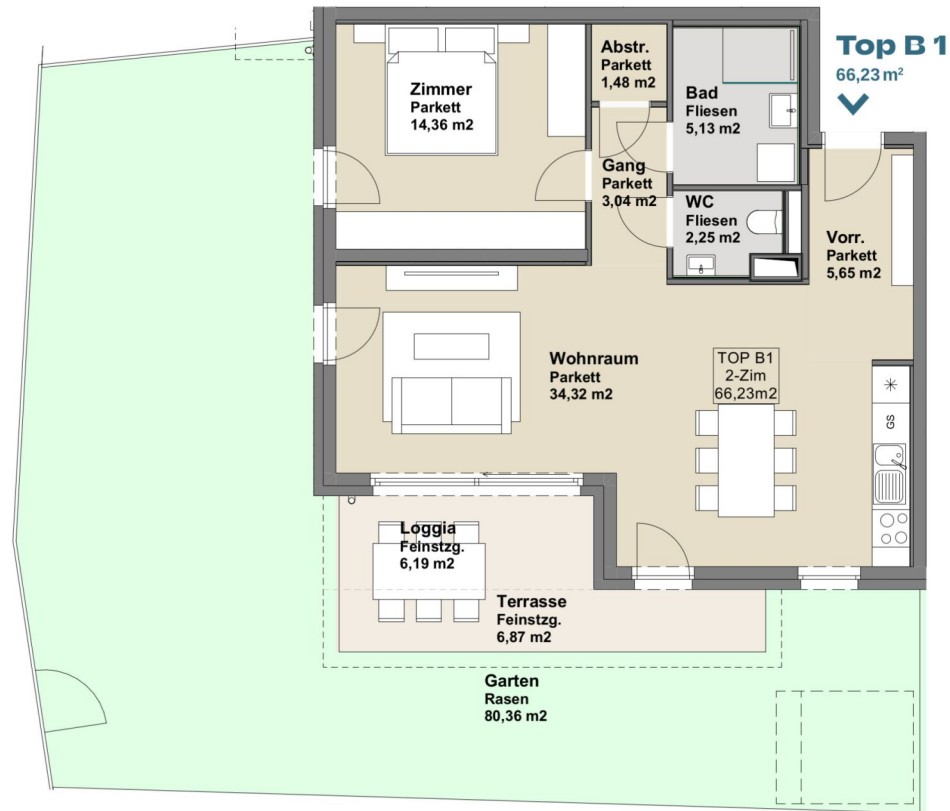 Top B 1
66,23 m²
Abstr.
Parkett
1,48 m2
Zimmer
Parkett
14,36 m2
Bad
Fliesen
5,13 m2
Gang
Parkett
3,04 m2
WC
Fliesen
2,25 m2
Vorr.
Parkett
5,65 m2
Wohnraum
Parkett
34,32 m2
TOP B1
2-Zim
66,23m2
GS
Loggia
Feinstzg.
6,19 m2
Terrasse
Feinstzg.
6,87 m2
Garten
Rasen
80,36 m2